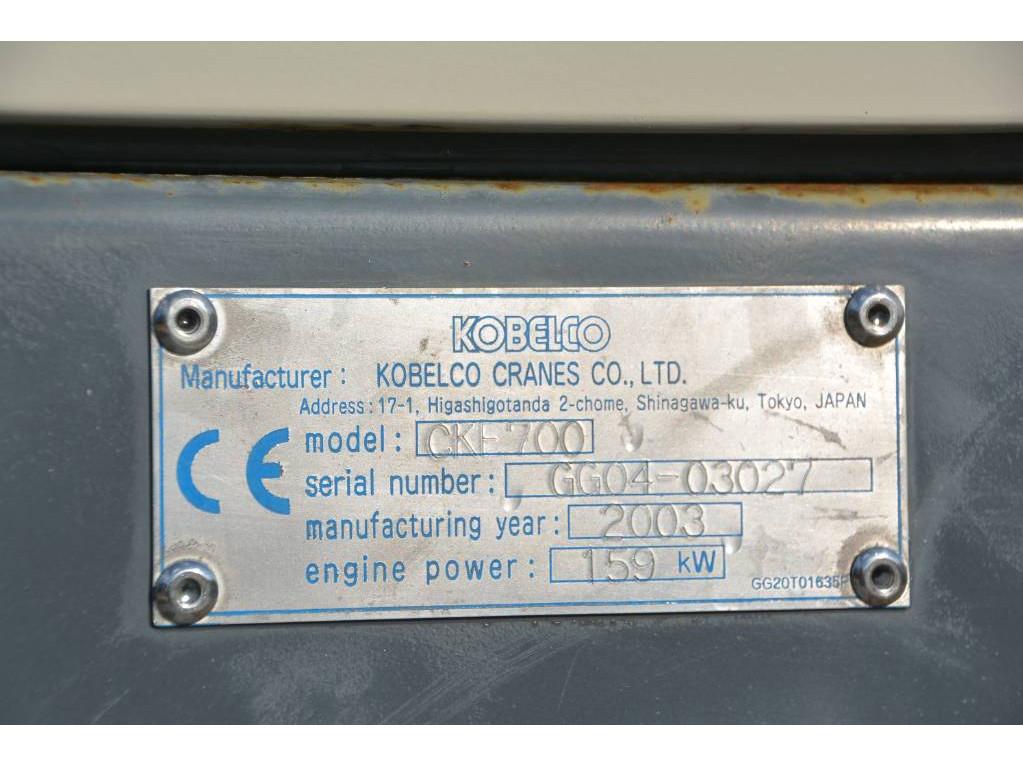 KOBELCO
Manufacturer : KOBELCO CRANES CO., LTD.
Address : 17-1, Higashigotanda 2-chome, Shinagawa-ku, Tokyo, JAPAN
CE
model : CKE700
serial number : GG04-03027
manufacturing year : 2003
engine power : 159 kW
GG20T01635P